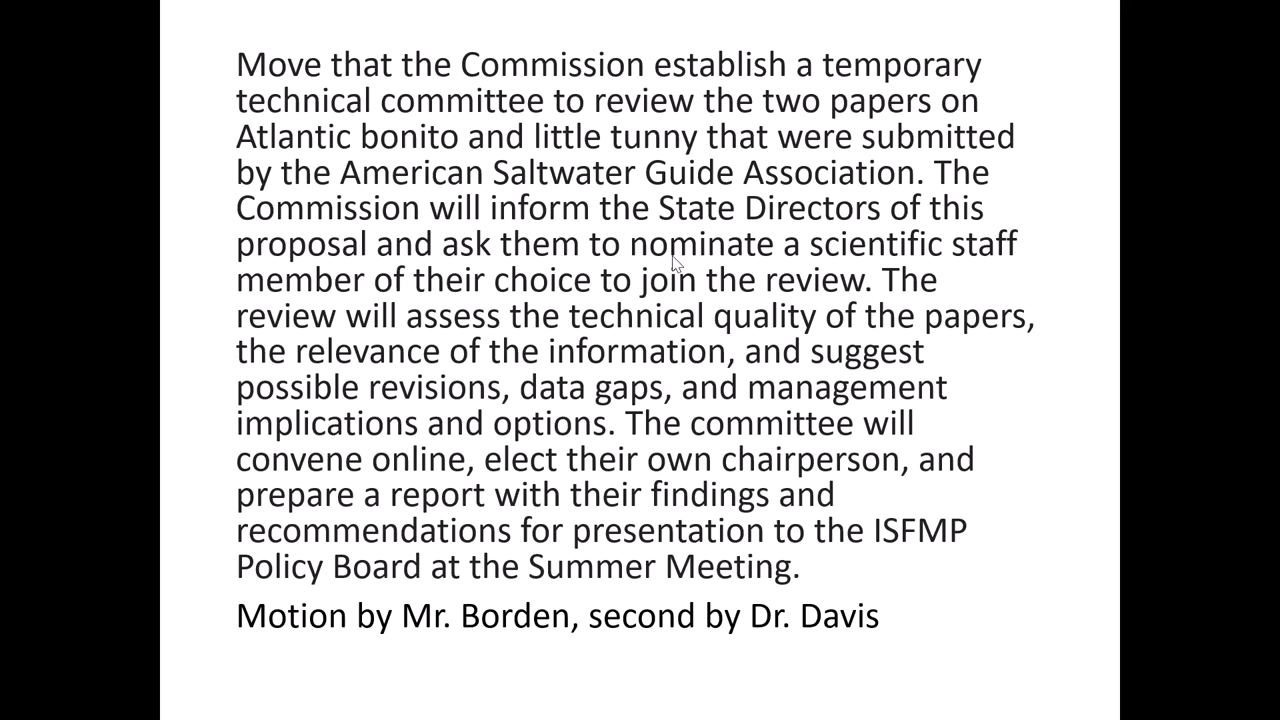 Move that the Commission establish a temporary
technical committee to review the two papers on
Atlantic bonito and little tunny that were submitted
by the American Saltwater Guide Association. The
Commission will inform the State Directors of this
proposal and ask them to nominate a scientific staff
member of their choice to join the review. The
review will assess the technical quality of the papers,
the relevance of the information, and suggest
possible revisions, data gaps, and management
implications and options. The committee will
convene online, elect their own chairperson, and
prepare a report with their findings and
recommendations for presentation to the ISFMP
Policy Board at the Summer Meeting.
Motion by Mr. Borden, second by Dr. Davis